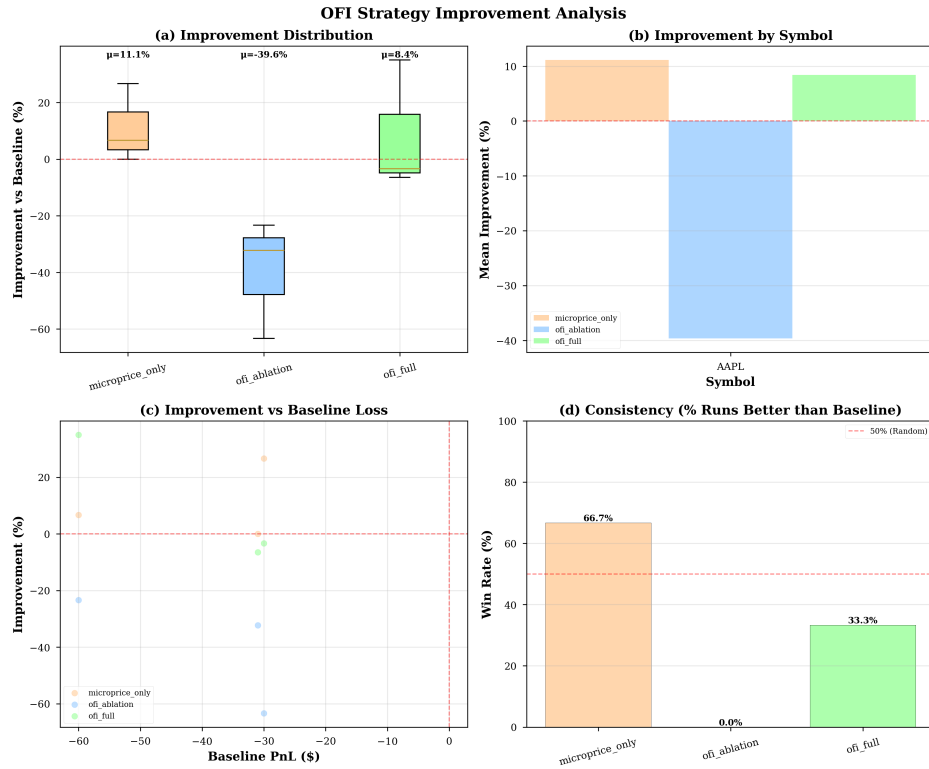 OFI Strategy Improvement Analysis
(a) Improvement Distribution
μ=11.1%
μ=-39.6%
μ=8.4%
Improvement vs Baseline (%)
20
0
−20
−40
−60
microprice_only
ofi_ablation
ofi_full
(b) Improvement by Symbol
Mean Improvement (%)
10
0
−10
−20
−30
−40
microprice_only
ofi_ablation
ofi_full
AAPL
Symbol
(c) Improvement vs Baseline Loss
Improvement (%)
20
0
−20
−40
−60
microprice_only
ofi_ablation
ofi_full
−60
−50
−40
−30
−20
−10
0
Baseline PnL ($)
(d) Consistency (% Runs Better than Baseline)
Win Rate (%)
100
80
60
40
20
0
50% (Random)
66.7%
0.0%
33.3%
microprice_only
ofi_ablation
ofi_full